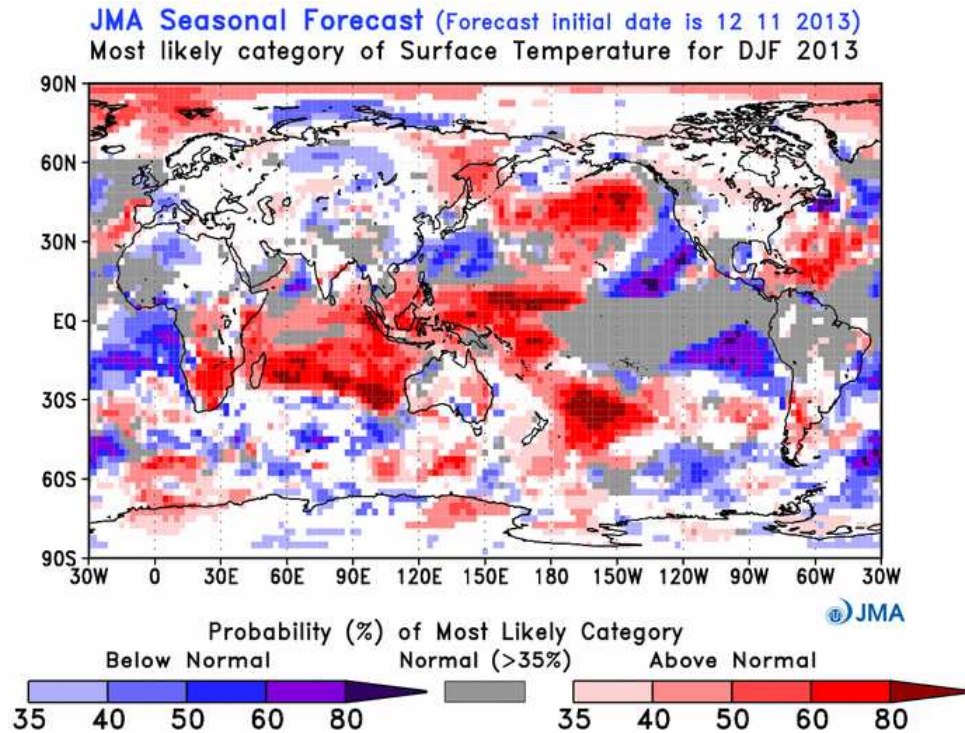 JMA Seasonal Forecast (Forecast initial date is 12 11 2013)
Most likely category of Surface Temperature for DJF 2013
90N
60N
30N
EQ
30S
60S
90S
30W 0 30E 60E 90E 120E 150E 180 150W 120W 90W 60W 30W
JMA
Probability (%) of Most Likely Category
Below Normal Normal (>35%) Above Normal
35 40 50 60 80 35 40 50 60 80